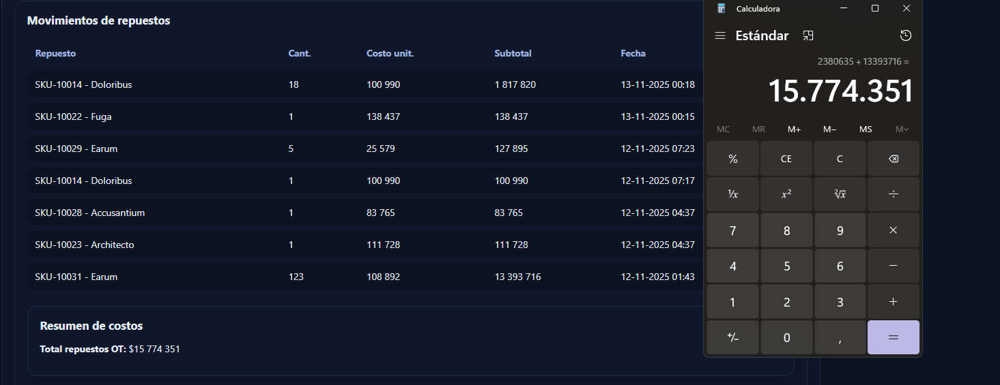 Movimientos de repuestos
Repuesto Cant. Costo unit. Subtotal Fecha
SKU-10014 - Doloribus 18 100 990 1 817 820 13-11-2025 00:18
SKU-10022 - Fuga 1 138 437 138 437 13-11-2025 00:15
SKU-10029 - Earum 5 25 579 127 895 12-11-2025 07:23
SKU-10014 - Doloribus 1 100 990 100 990 12-11-2025 07:17
SKU-10028 - Accusantium 1 83 765 83 765 12-11-2025 04:37
SKU-10023 - Architecto 1 111 728 111 728 12-11-2025 04:37
SKU-10031 - Earum 123 108 892 13 393 716 12-11-2025 01:43
Resumen de costos
Total repuestos OT: $15 774 351
Calculadora
Estándar
2380635 + 13393716 =
15.774.351
MC MR M+ M− MS M˅
% CE C ⌫
¹/x x² ²√x ÷
7 8 9 ×
4 5 6 −
1 2 3 +
+/− 0 , =